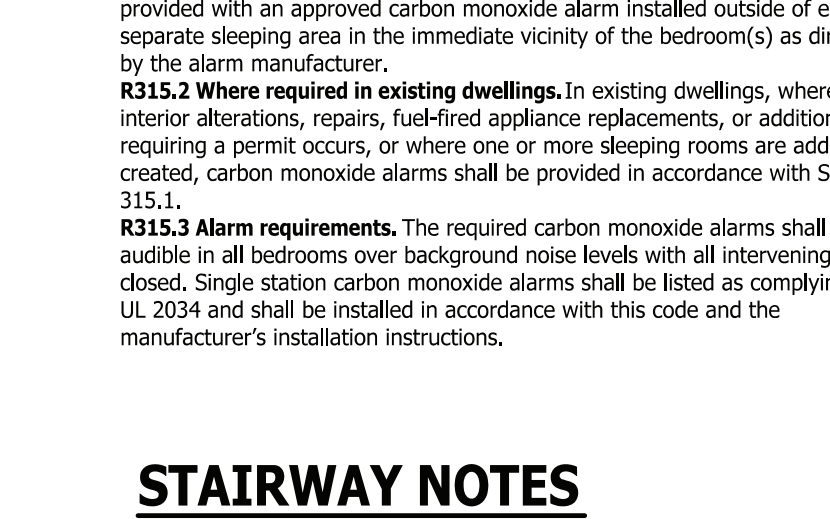 provided with an approved carbon monoxide alarm installed outside of
separate sleeping area in the immediate vicinity of the bedroom(s) as
by the alarm manufacturer.
R315.2 Where required in existing dwellings. In existing dwellings, where
interior alterations, repairs, fuel-fired appliance replacements, or
requiring a permit occurs, or where one or more sleeping rooms are
created, carbon monoxide alarms shall be provided in accordance with
315.1.
R315.3 Alarm requirements. The required carbon monoxide alarms shall
audible in all bedrooms over background noise levels with all intervening
closed. Single station carbon monoxide alarms shall be listed as
UL 2034 and shall be installed in accordance with this code and the
manufacturer's installation instructions.
STAIRWAY NOTES